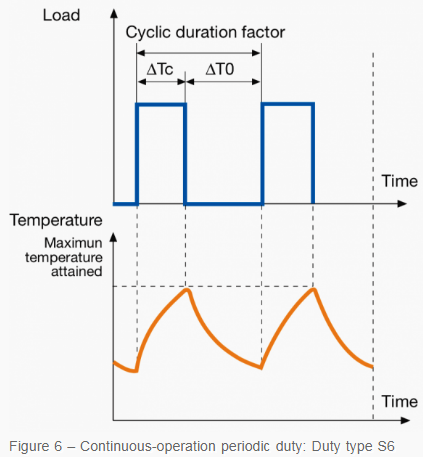 Load
Cyclic duration factor
ΔTc
ΔT0
Time
Temperature
Maximun
temperature
attained
Time
Figure 6 – Continuous-operation periodic duty: Duty type S6